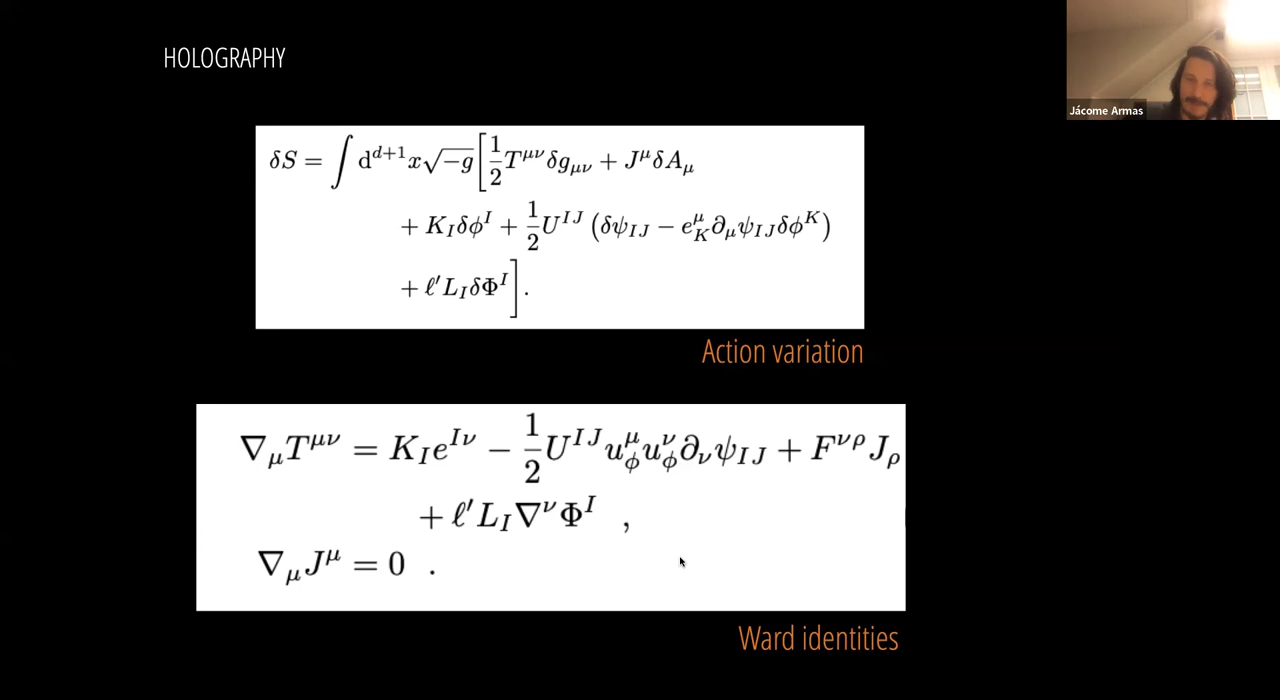 HOLOGRAPHY
Jácome Armas
δS = ∫ d^{d+1}x√−g [ 1/2 T^{μν} δg_{μν} + J^μ δA_μ
+ K_I δφ^I + 1/2 U^{IJ} (δψ_{IJ} − e^μ_K ∂_μ ψ_{IJ} δφ^K)
+ ℓ′ L_I δΦ^I ] .
Action variation
∇_μ T^{μν} = K_I e^{Iν} − 1/2 U^{IJ} u^μ_φ u^ν_φ ∂_ν ψ_{IJ} + F^{νρ} J_ρ
+ ℓ′ L_I ∇^ν Φ^I ,
∇_μ J^μ = 0 .
Ward identities